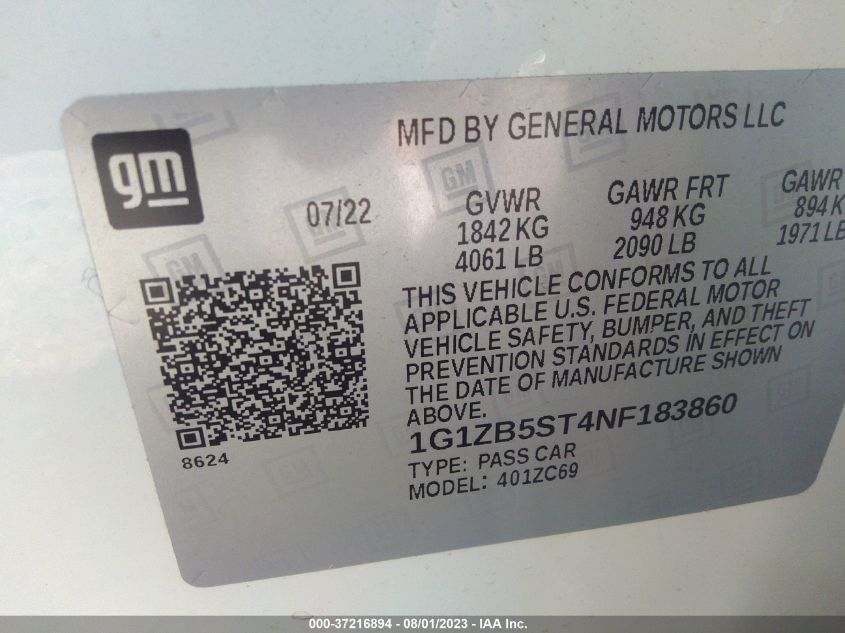 MFD BY GENERAL MOTORS LLC
gm
07/22
GVWR GAWR FRT GAWR
1842 KG 948 KG 894 K
4061 LB 2090 LB 1971 LB
THIS VEHICLE CONFORMS TO ALL
APPLICABLE U.S. FEDERAL MOTOR
VEHICLE SAFETY, BUMPER, AND THEFT
PREVENTION STANDARDS IN EFFECT ON
THE DATE OF MANUFACTURE SHOWN
ABOVE.
1G1ZB5ST4NF183860
8624
TYPE: PASS CAR
MODEL: 401ZC69
000-37216894 - 08/01/2023 - IAA Inc.